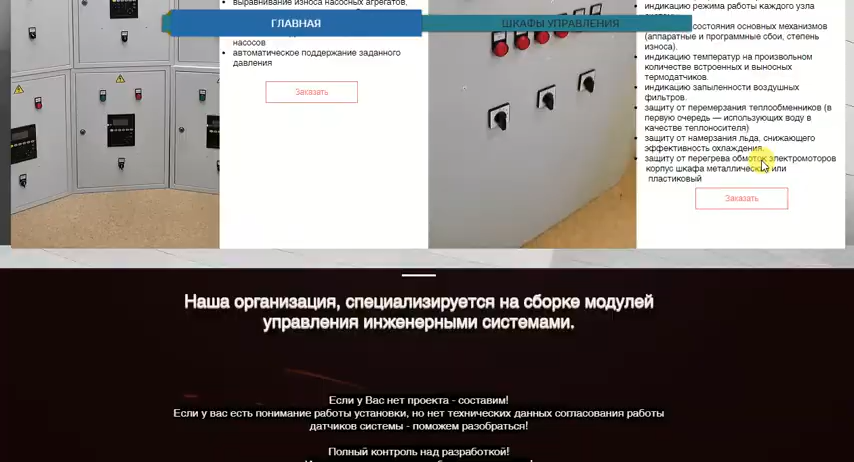 выравнивание износа насосных агрегатов,
ГЛАВНАЯ
насосов
автоматическое поддержание заданного
давления
Заказать
ШКАФЫ УПРАВЛЕНИЯ
индикацию режима работы каждого узла
состояния основных механизмов
(аппаратные и программные сбои, степень
износа).
индикацию температур на произвольном
количестве встроенных и выносных
термодатчиков.
индикацию запыленности воздушных
фильтров.
защиту от перемерзания теплообменников (в
первую очередь — использующих воду в
качестве теплоносителя)
защиту от намерзания льда, снижающего
эффективность охлаждения.
защиту от перегрева обмоток электромоторов
корпус шкафа металлический или
пластиковый
Заказать
Наша организация, специализируется на сборке модулей
управления инженерными системами.
Если у Вас нет проекта - составим!
Если у вас есть понимание работы установки, но нет технических данных согласования работы
датчиков системы - поможем разобраться!
Полный контроль над разработкой!